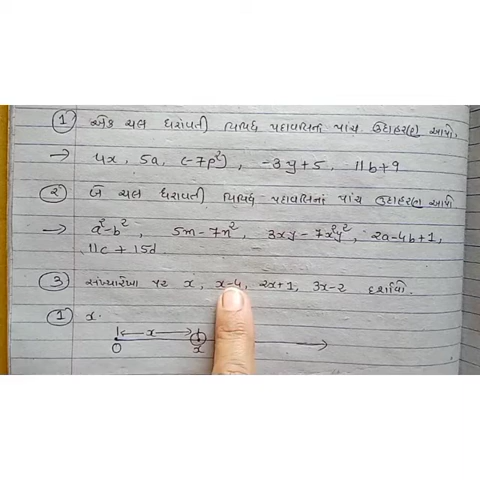 ① એક ચલ ધરાવતી વિવિધ પદાવલિનાં પાંચ ઉદાહરણ આપો.
→ 4x, 5a, (-7p²), -3y+5, 11b+9
② બે ચલ ધરાવતી વિવિધ પદાવલિનાં પાંચ ઉદાહરણ આપો
→ a²-b², 5m-7n², 3xy-7x²y², 2a-4b+1,
11c+15d.
③ સંખ્યારેખા પર x, x-4, 2x+1, 3x-2 દર્શાવો.
① x.
x
0 x